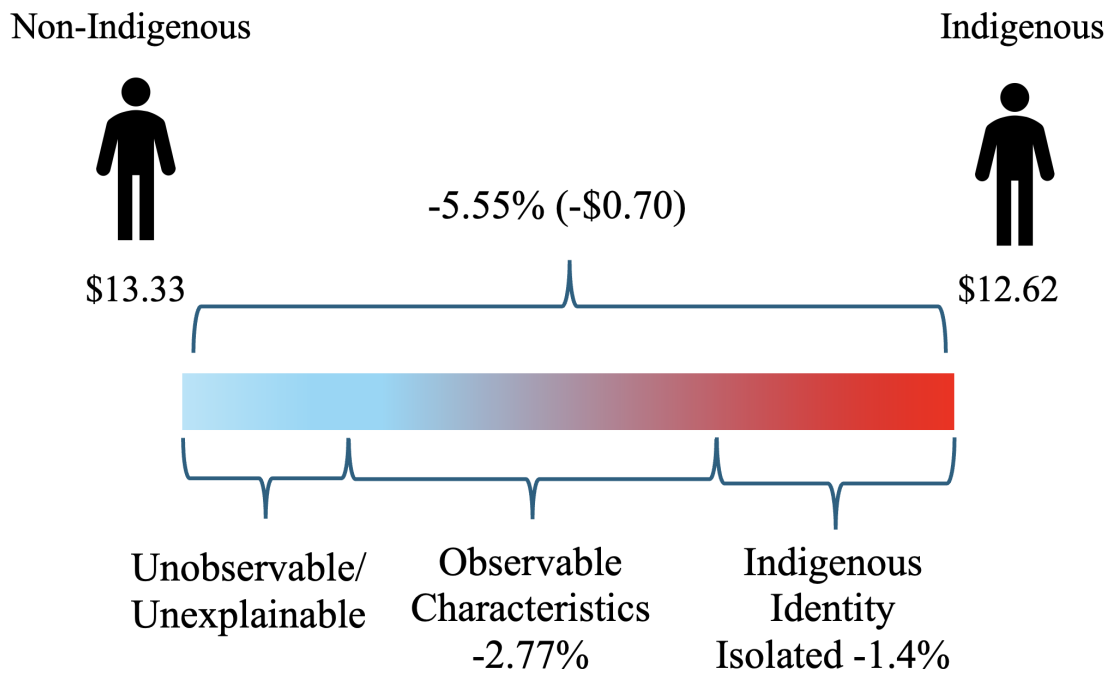 Non-Indigenous
Indigenous
-5.55% (-$0.70)
$13.33
$12.62
Unobservable/
Unexplainable
Observable
Characteristics
-2.77%
Indigenous
Identity
Isolated -1.4%